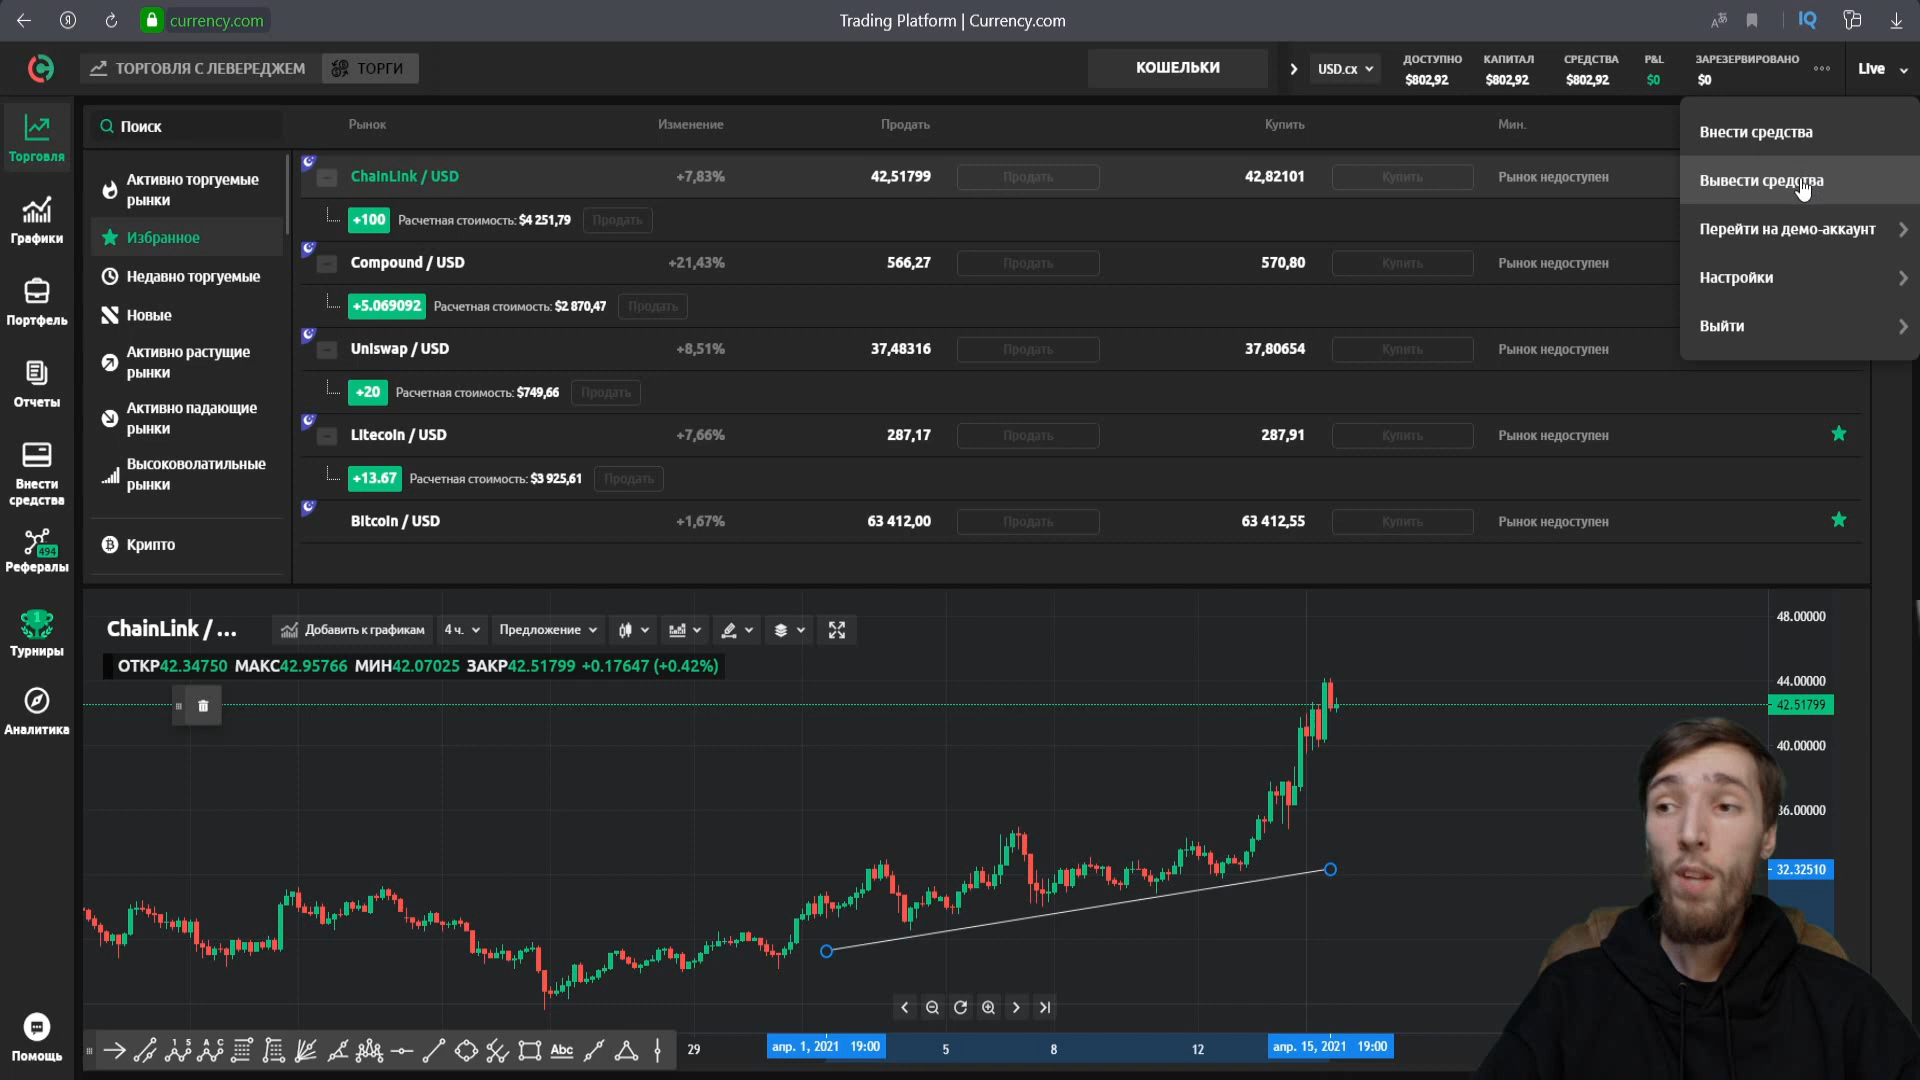 currency.com
Trading Platform | Currency.com
IQ
ТОРГОВЛЯ С ЛЕВЕРЕДЖЕМ
ТОРГИ
КОШЕЛЬКИ
USD.cx
ДОСТУПНО
$802,92
КАПИТАЛ
$802,92
СРЕДСТВА
$802,92
P&L
$0
ЗАРЕЗЕРВИРОВАНО
$0
Live
Внести средства
Вывести средства
Перейти на демо-аккаунт
Настройки
Выйти
Торговля
Графики
Портфель
Отчеты
Внести
средства
494
Рефералы
1
Турниры
Аналитика
Помощь
Поиск
Активно торгуемые
рынки
Избранное
Недавно торгуемые
Новые
Активно растущие
рынки
Активно падающие
рынки
Высоковолатильные
рынки
Крипто
Рынок Изменение Продать Купить Мин.
ChainLink / USD +7,83% 42,51799 Продать 42,82101 Купить Рынок недоступен
+100 Расчетная стоимость: $4 251,79 Продать
Compound / USD +21,43% 566,27 Продать 570,80 Купить Рынок недоступен
+5.069092 Расчетная стоимость: $2 870,47 Продать
Uniswap / USD +8,51% 37,48316 Продать 37,80654 Купить Рынок недоступен
+20 Расчетная стоимость: $749,66 Продать
Litecoin / USD +7,66% 287,17 Продать 287,91 Купить Рынок недоступен
+13.67 Расчетная стоимость: $3 925,61 Продать
Bitcoin / USD +1,67% 63 412,00 Продать 63 412,55 Купить Рынок недоступен
ChainLink / ...
Добавить к графикам
4 ч.
Предложение
ОТКР42.34750 МАКС42.95766 МИН42.07025 ЗАКР42.51799 +0.17647 (+0.42%)
48.00000
44.00000
42.51799
40.00000
36.00000
32.32510
Abc
29
апр. 1, 2021 19:00
5
8
12
апр. 15, 2021 19:00